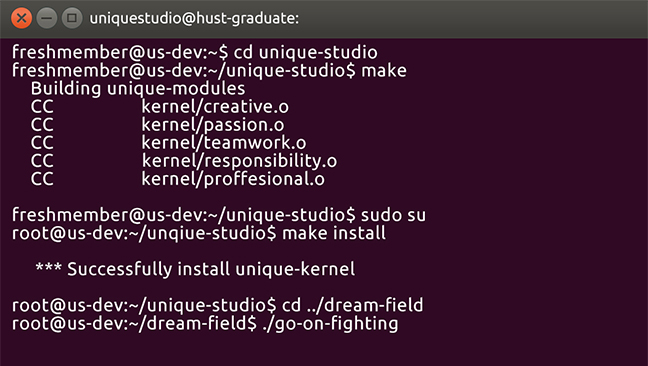 uniquestudio@hust-graduate:
freshmember@us-dev:~$ cd unique-studio
freshmember@us-dev:~/unique-studio$ make
Building unique-modules
CC kernel/creative.o
CC kernel/passion.o
CC kernel/teamwork.o
CC kernel/responsibility.o
CC kernel/proffesional.o
freshmember@us-dev:~/unique-studio$ sudo su
root@us-dev:~/unqiue-studio$ make install
*** Successfully install unique-kernel
root@us-dev:~/unique-studio$ cd ../dream-field
root@us-dev:~/dream-field$ ./go-on-fighting